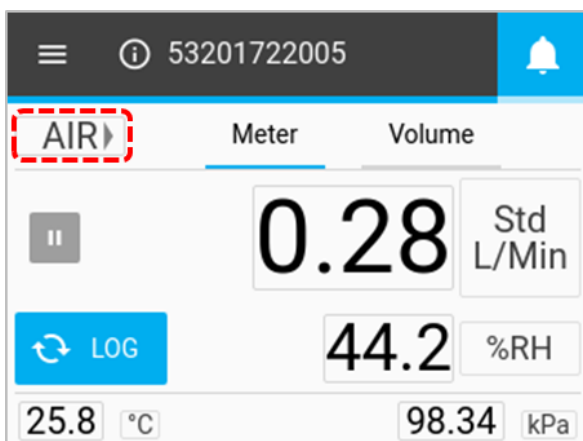 53201722005
AIR Meter Volume
0.28 Std L/Min
LOG 44.2 %RH
25.8 °C 98.34 kPa